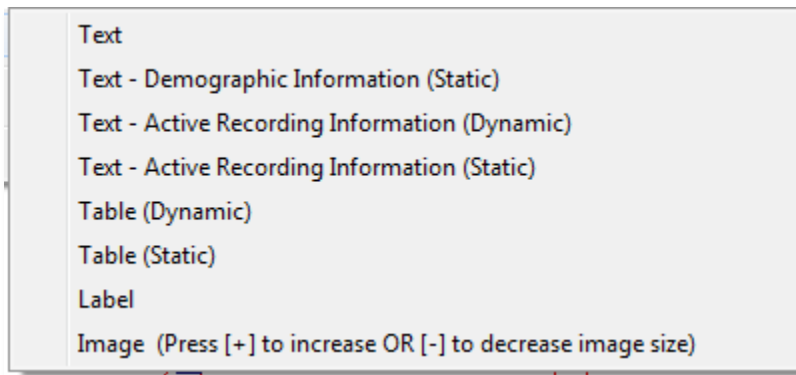 Text
Text - Demographic Information (Static)
Text - Active Recording Information (Dynamic)
Text - Active Recording Information (Static)
Table (Dynamic)
Table (Static)
Label
Image  (Press [+] to increase OR [-] to decrease image size)